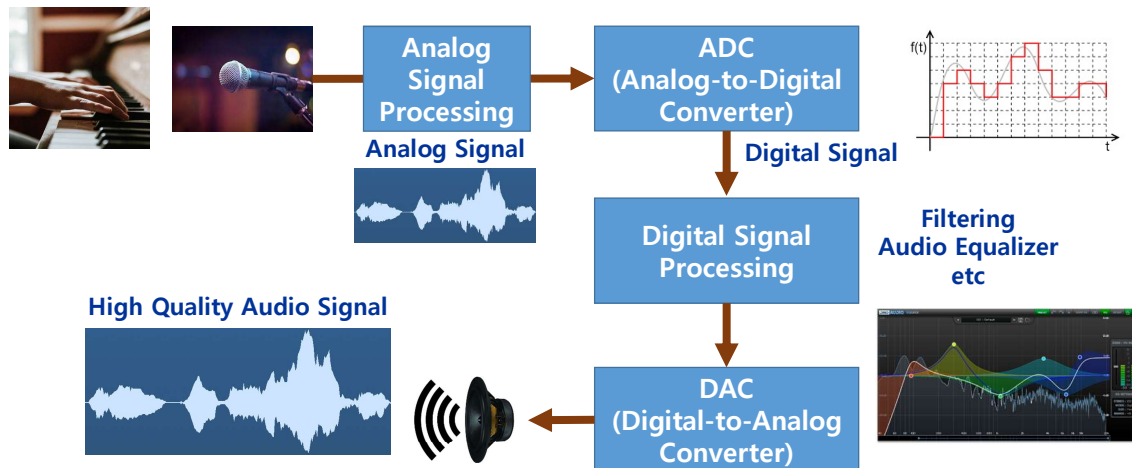 Analog
Signal
Processing
ADC
(Analog-to-Digital
Converter)
f(t)
t
Analog Signal
Digital Signal
Digital Signal
Processing
Filtering
Audio Equalizer
etc
High Quality Audio Signal
DAC
(Digital-to-Analog
Converter)